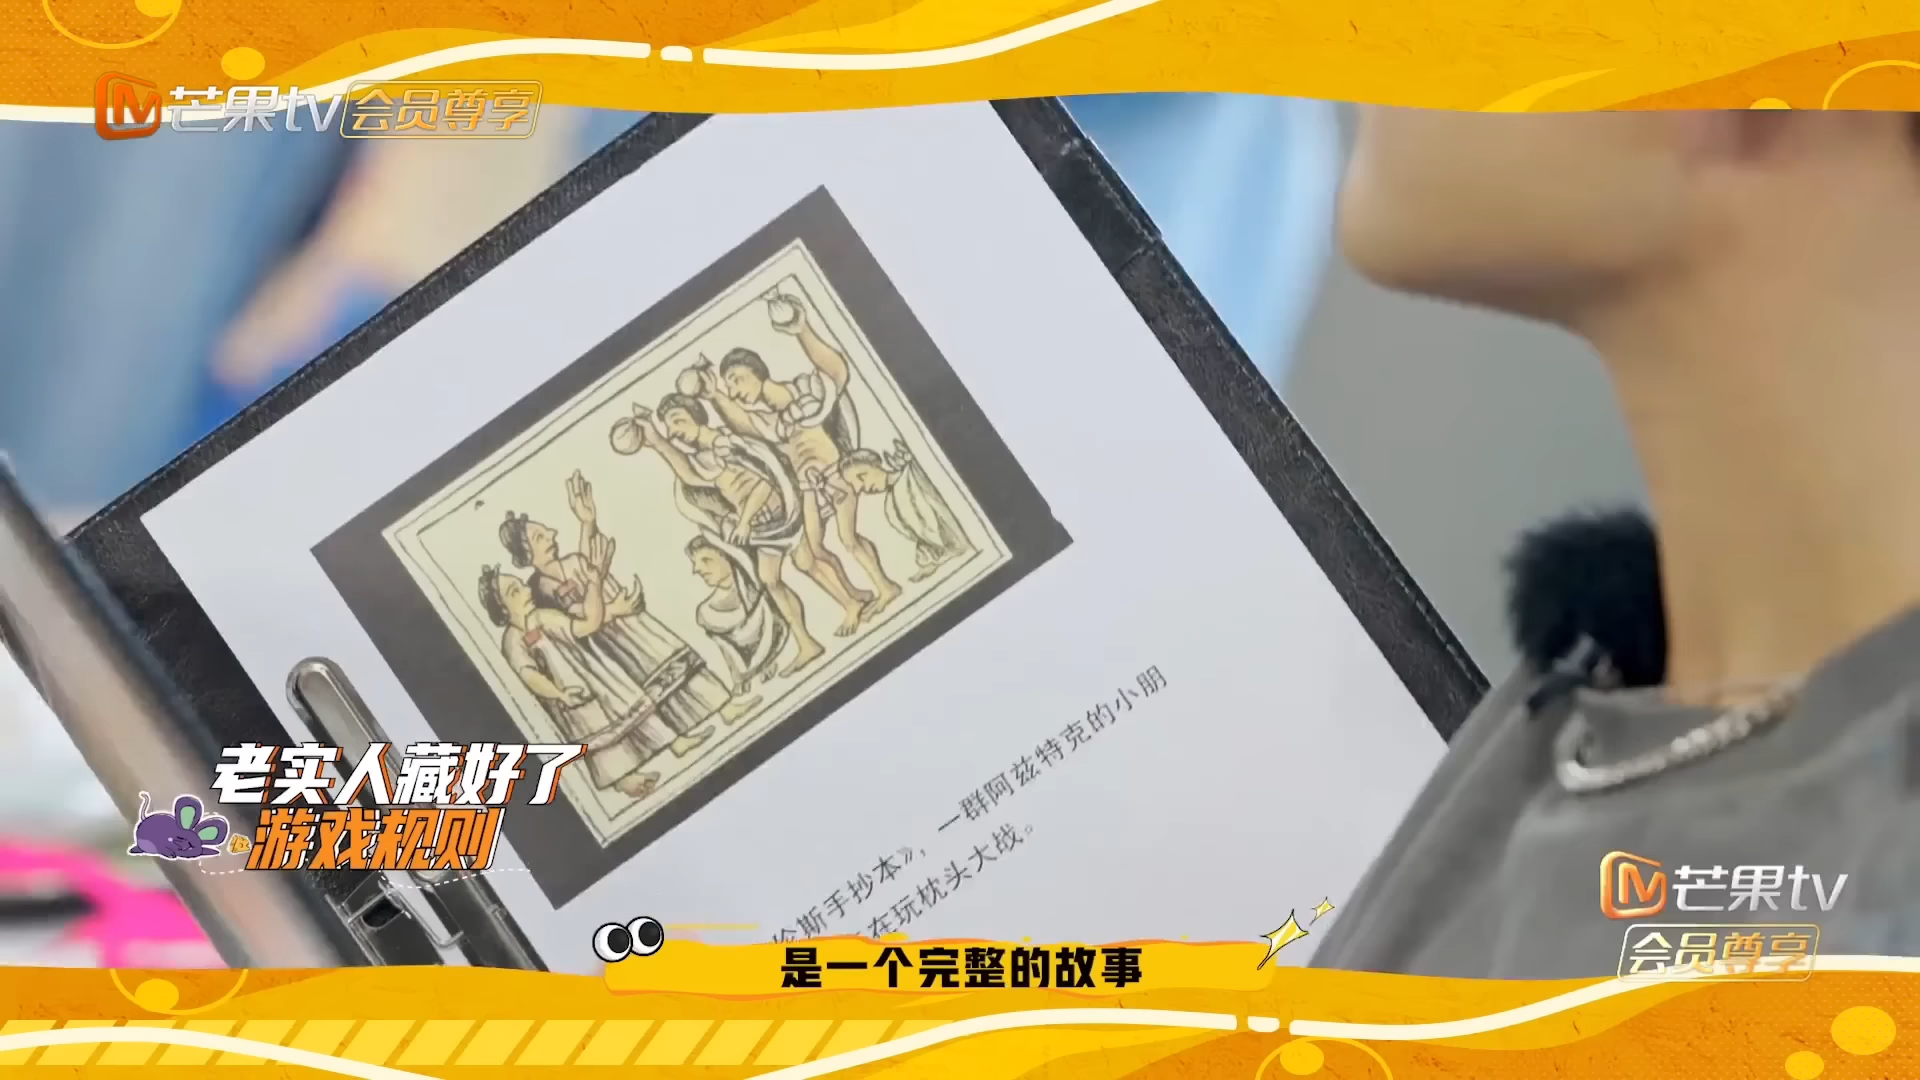 芒果tv 会员尊享
一群阿兹特克的小朋
伦斯手抄本》,
在玩枕头大战。
老实人藏好了
游戏规则
是一个完整的故事
芒果tv
会员尊享